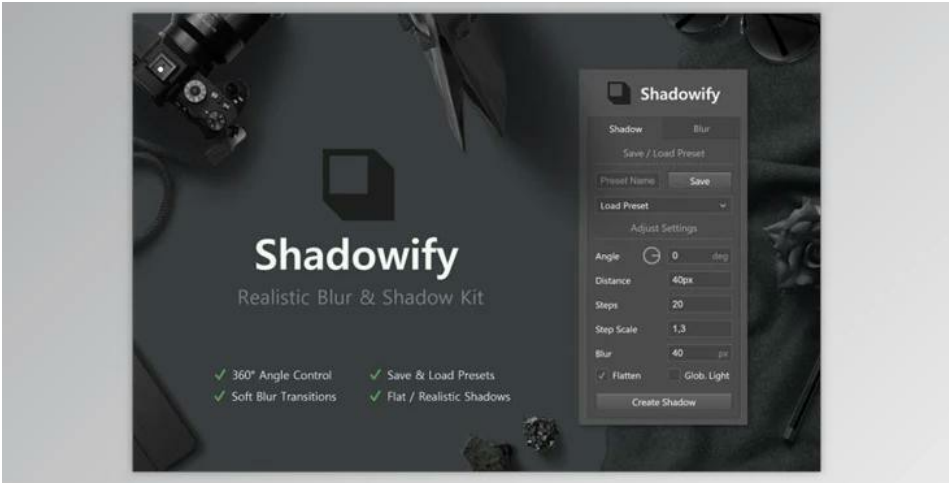 Shadowify
Realistic Blur & Shadow Kit
✓ 360° Angle Control
✓ Save & Load Presets
✓ Soft Blur Transitions
✓ Flat / Realistic Shadows
Shadowify
Shadow Blur
Save / Load Preset
Preset Name Save
Load Preset
Adjust Settings
Angle 0 deg
Distance 40px
Steps 20
Step Scale 1,3
Blur 40 px
✓ Flatten Glob. Light
Create Shadow